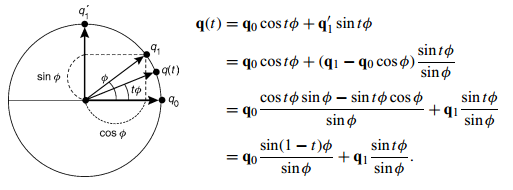 q′₁
q₁
q(t)
sin ϕ
ϕ
tϕ
q₀
cos ϕ
q(t) = q₀ cos tϕ + q′₁ sin tϕ
= q₀ cos tϕ + (q₁ − q₀ cos ϕ) sin tϕ / sin ϕ
= q₀ (cos tϕ sin ϕ − sin tϕ cos ϕ) / sin ϕ + q₁ sin tϕ / sin ϕ
= q₀ sin(1 − t)ϕ / sin ϕ + q₁ sin tϕ / sin ϕ.